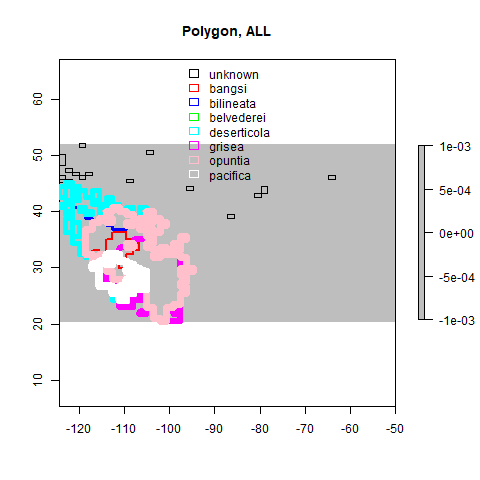 Polygon, ALL
unknown
bangsi
bilineata
belvederei
deserticola
grisea
opuntia
pacifica
60
50
40
30
20
10
-120
-110
-100
-90
-80
-70
-60
-50
1e-03
5e-04
0e+00
-5e-04
-1e-03